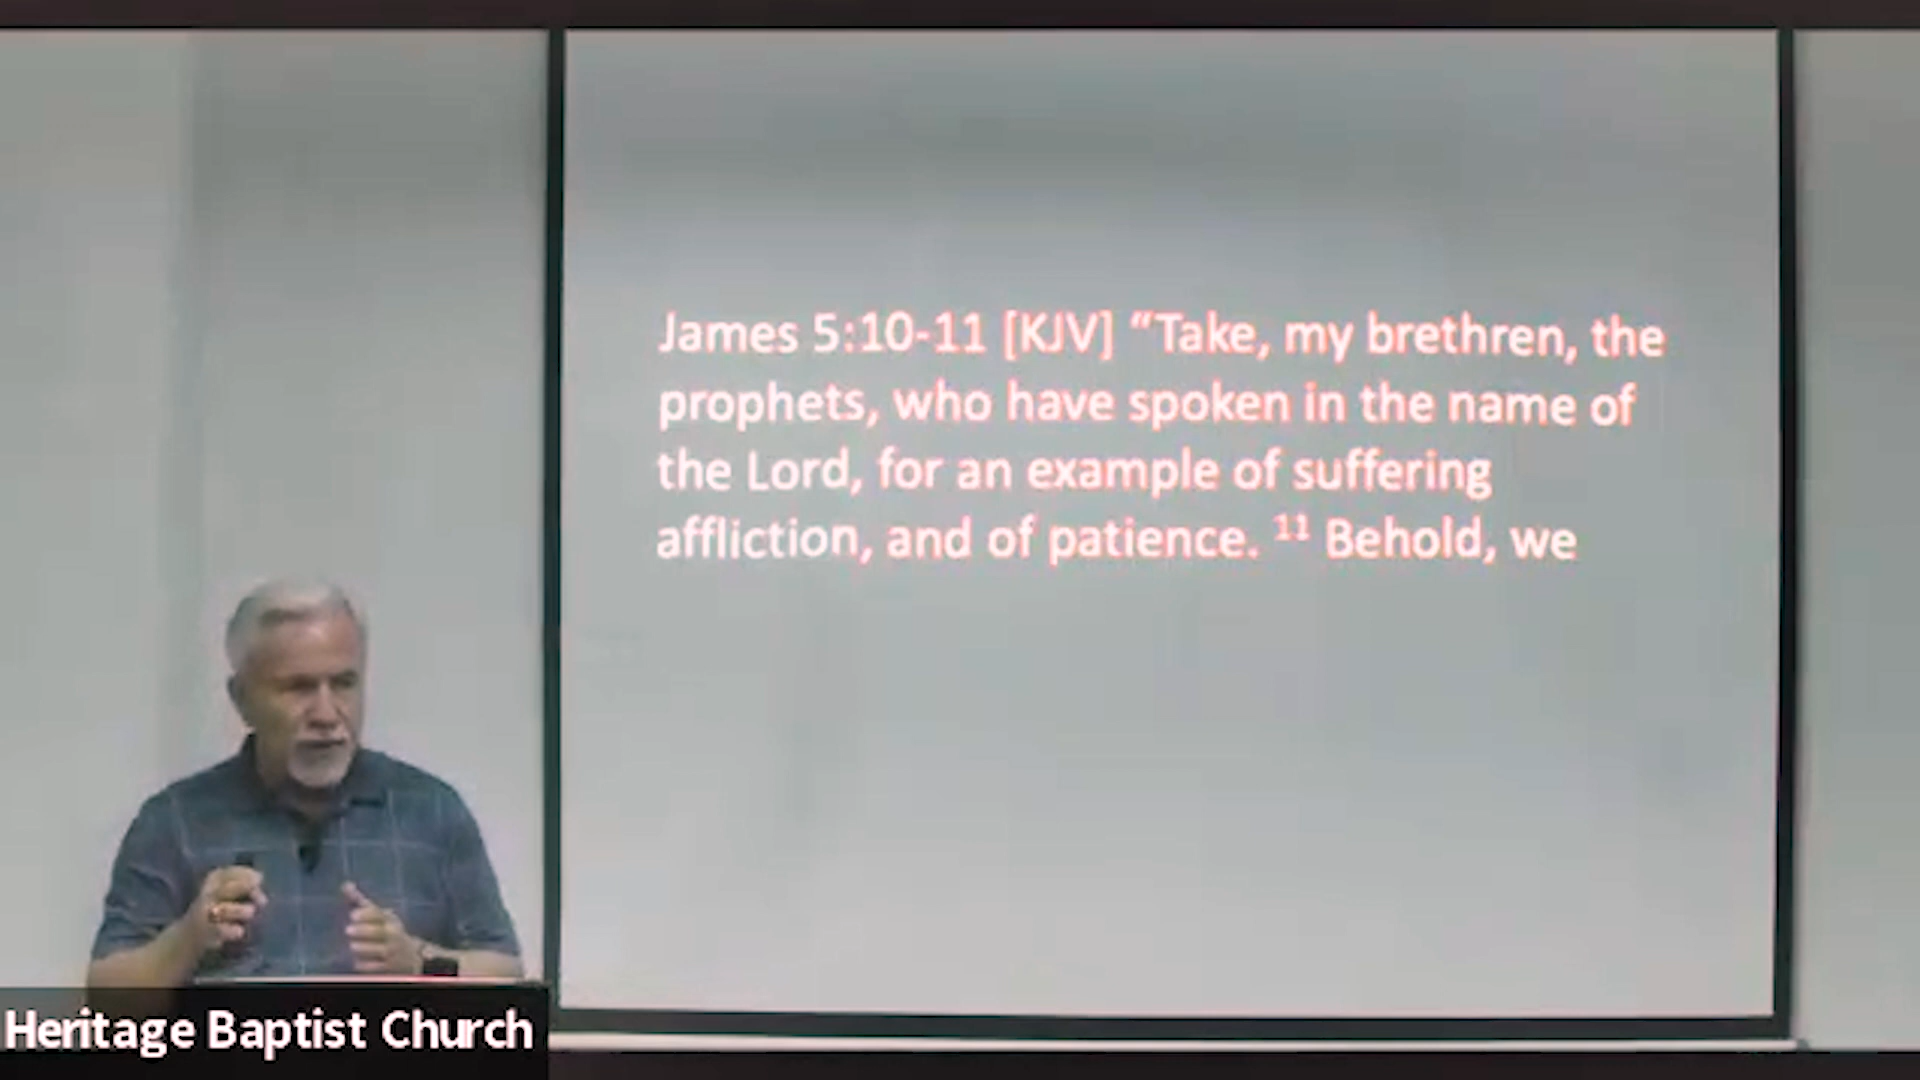 James 5:10-11 [KJV] “Take, my brethren, the
prophets, who have spoken in the name of
the Lord, for an example of suffering
affliction, and of patience. ¹¹ Behold, we
Heritage Baptist Church